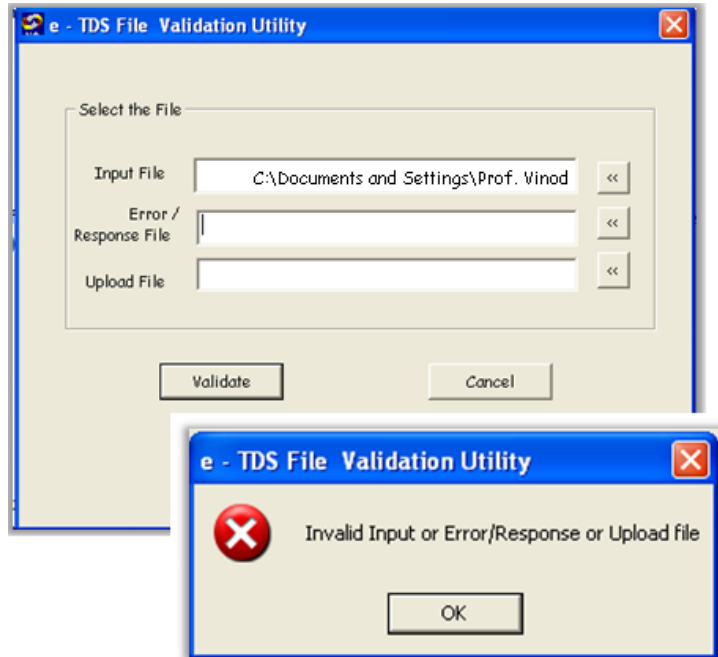 e - TDS File Validation Utility
Select the File
Input File
C:\Documents and Settings\Prof. Vinod
<<
Error /
Response File
<<
Upload File
<<
Validate
Cancel
e - TDS File Validation Utility
Invalid Input or Error/Response or Upload file
OK